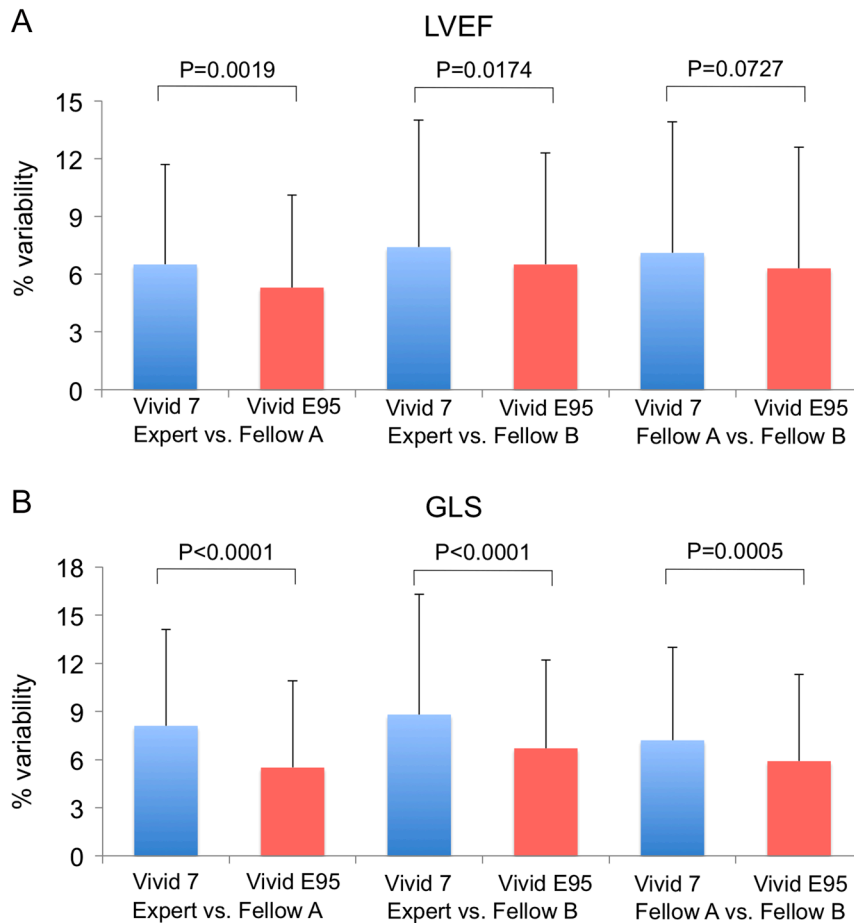 A
LVEF
P=0.0019 P=0.0174 P=0.0727
% variability
15
12
9
6
3
0
Vivid 7 Vivid E95 Vivid 7 Vivid E95 Vivid 7 Vivid E95
Expert vs. Fellow A Expert vs. Fellow B Fellow A vs. Fellow B
B
GLS
P<0.0001 P<0.0001 P=0.0005
% variability
18
15
12
9
6
3
0
Vivid 7 Vivid E95 Vivid 7 Vivid E95 Vivid 7 Vivid E95
Expert vs. Fellow A Expert vs. Fellow B Fellow A vs. Fellow B